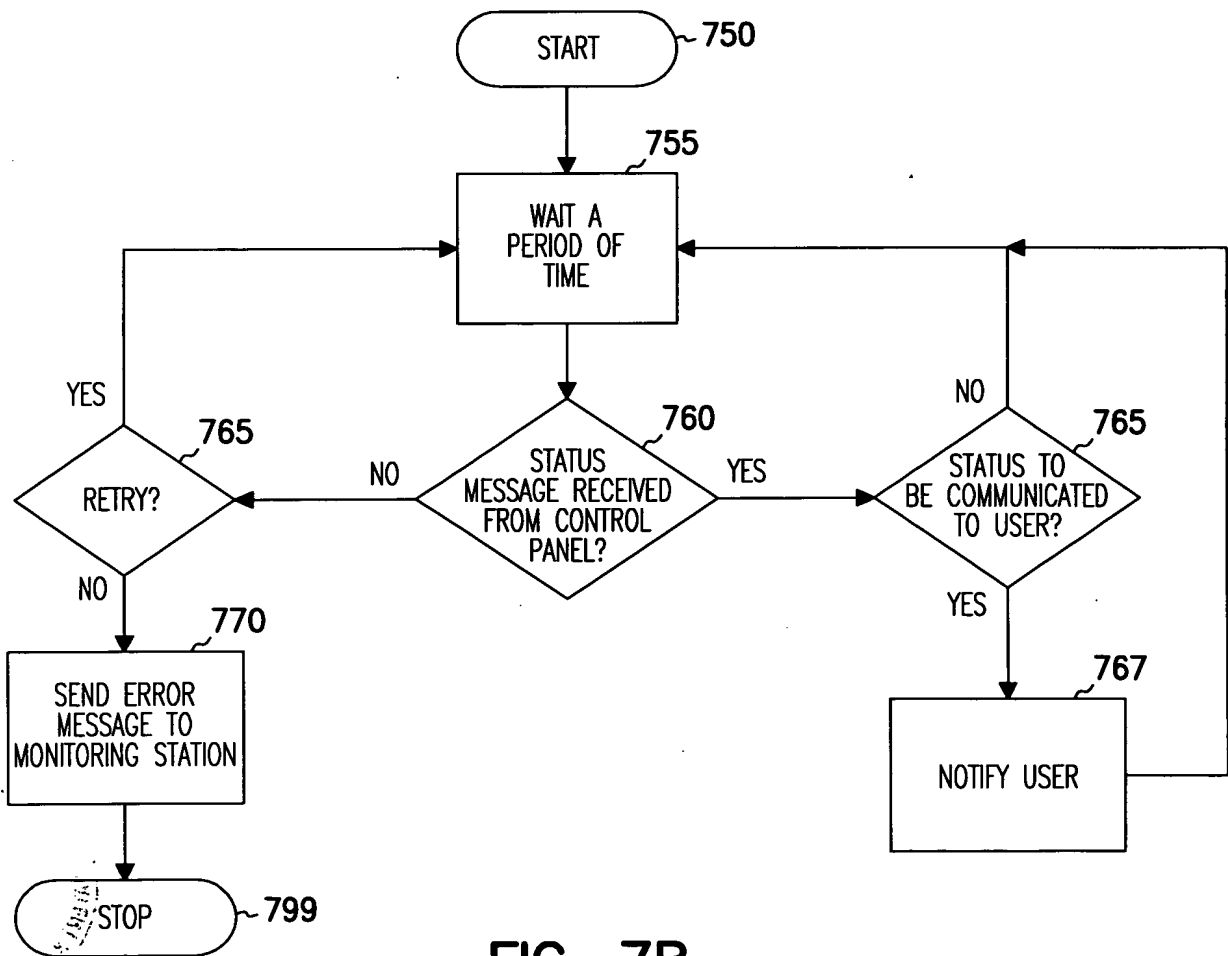 START
750
755
WAIT A
PERIOD OF
TIME
YES
NO
765
760
765
RETRY?
NO
STATUS
MESSAGE RECEIVED
FROM CONTROL
PANEL?
YES
STATUS TO
BE COMMUNICATED
TO USER?
NO
YES
770
767
SEND ERROR
MESSAGE TO
MONITORING STATION
NOTIFY USER
STOP
799